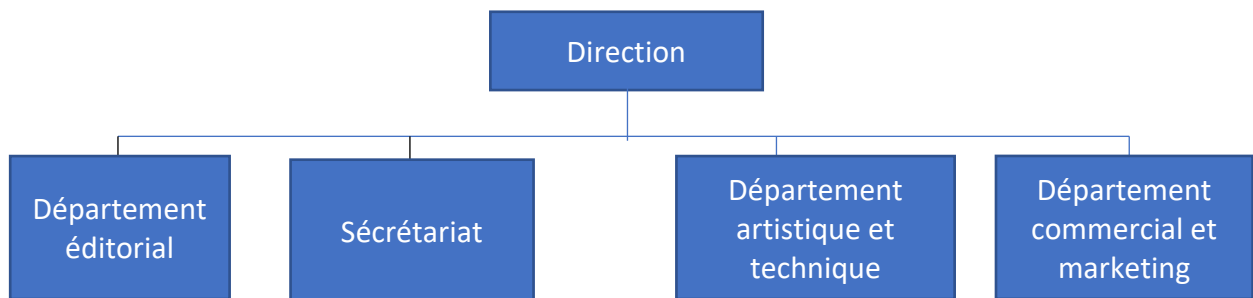 Direction
Département
éditorial
Sécrétariat
Département
artistique et
technique
Département
commercial et
marketing